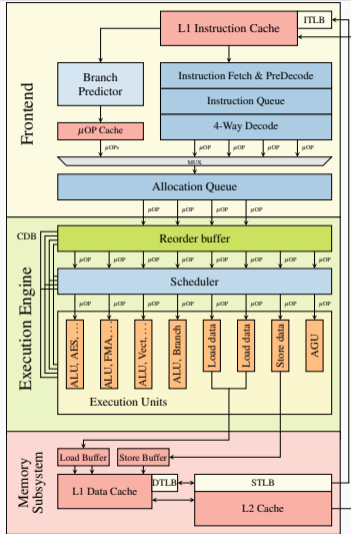 ITLB
L1 Instruction Cache
Frontend
Branch
Predictor
Instruction Fetch & PreDecode
Instruction Queue
μOP Cache
4-Way Decode
μOPs
μOP μOP μOP μOP
MUX
Allocation Queue
μOP μOP μOP μOP
Execution Engine
CDB
Reorder buffer
μOP μOP μOP μOP μOP μOP μOP μOP
Scheduler
μOP μOP μOP μOP μOP μOP μOP μOP
ALU, AES, ...
ALU, FMA, ...
ALU, Vect, ...
ALU, Branch
Load data
Load data
Store data
AGU
Execution Units
Memory
Subsystem
Load Buffer
Store Buffer
L1 Data Cache
DTLB
STLB
L2 Cache